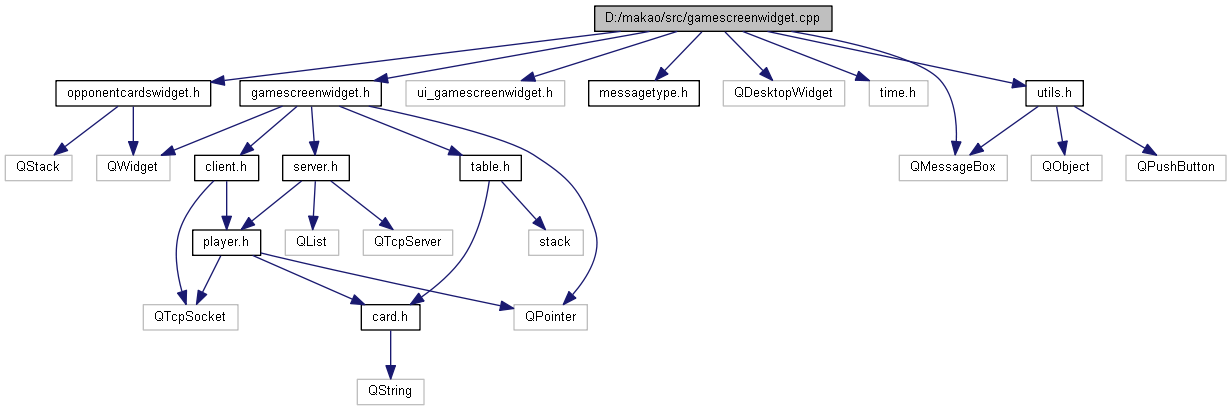 D:/makao/src/gamescreenwidget.cpp
opponentcardswidget.h
gamescreenwidget.h
ui_gamescreenwidget.h
messagetype.h
QDesktopWidget
time.h
utils.h
QStack
QWidget
client.h
server.h
table.h
QMessageBox
QObject
QPushButton
player.h
QList
QTcpServer
stack
QTcpSocket
card.h
QPointer
QString